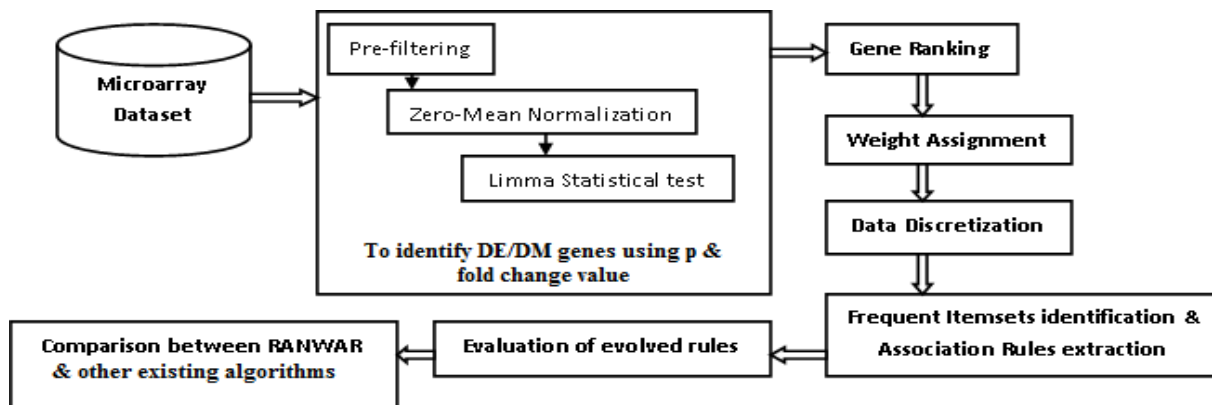 Microarray
Dataset
Pre-filtering
Zero-Mean Normalization
Limma Statistical test
To identify DE/DM genes using p &
fold change value
Gene Ranking
Weight Assignment
Data Discretization
Frequent Itemsets identification &
Association Rules extraction
Evaluation of evolved rules
Comparison between RANWAR
& other existing algorithms